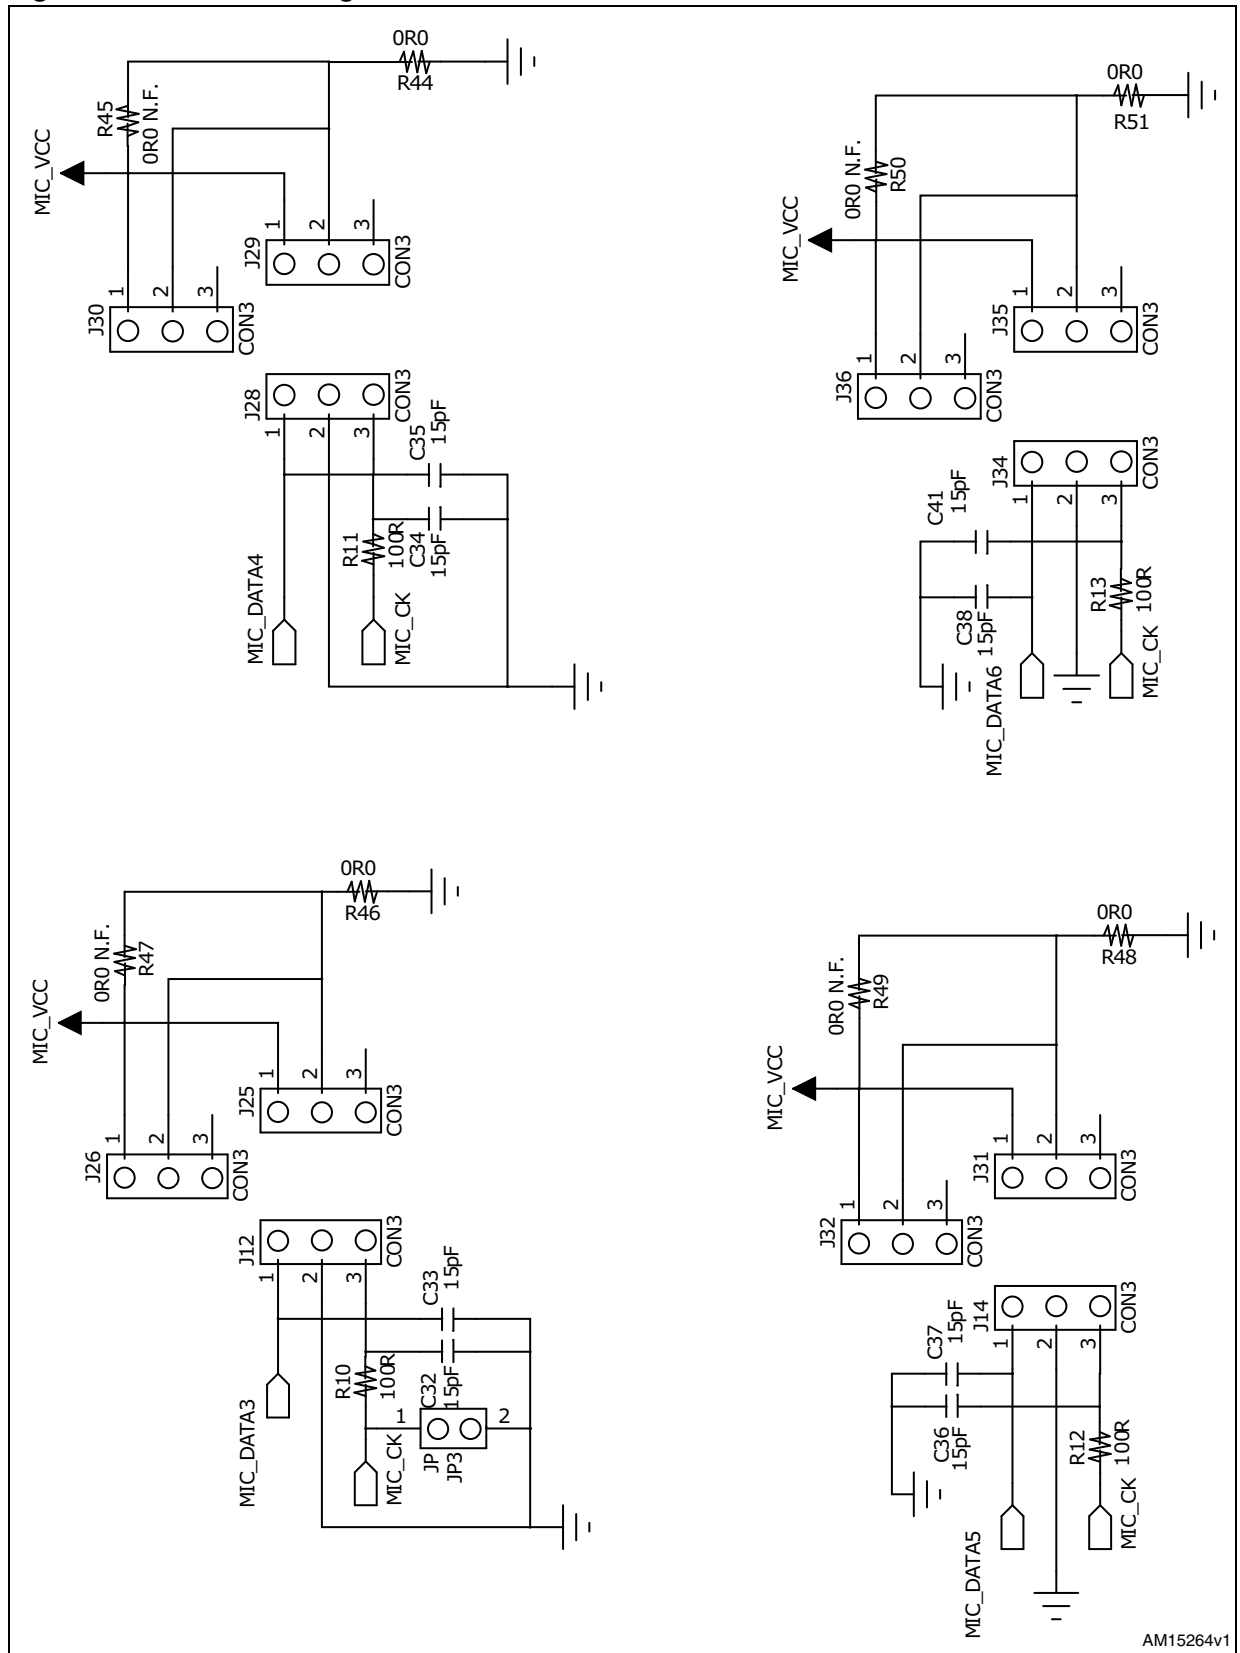 0R0
R44
R45
0R0 N.F.
MIC_VCC
1
2
3
J29
CON3
1
2
3
J30
CON3
J28
CON3
1
2
3
C35
15pF
R11
100R
C34
15pF
MIC_DATA4
MIC_CK
0R0
R51
0R0 N.F.
R50
MIC_VCC
1
2
3
J35
CON3
1
2
3
J36
CON3
J34
CON3
1
2
3
C41
15pF
C38
15pF
R13
100R
MIC_DATA6
MIC_CK
0R0
R46
0R0 N.F.
R47
MIC_VCC
1
2
3
J25
CON3
1
2
3
J26
CON3
J12
CON3
1
2
3
C33
15pF
R10
100R
C32
15pF
1
2
JP
JP3
MIC_DATA3
MIC_CK
0R0
R48
0R0 N.F.
R49
MIC_VCC
1
2
3
J31
CON3
1
2
3
J32
CON3
J14
CON3
1
2
3
C37
15pF
C36
15pF
R12
100R
MIC_DATA5
MIC_CK
AM15264v1